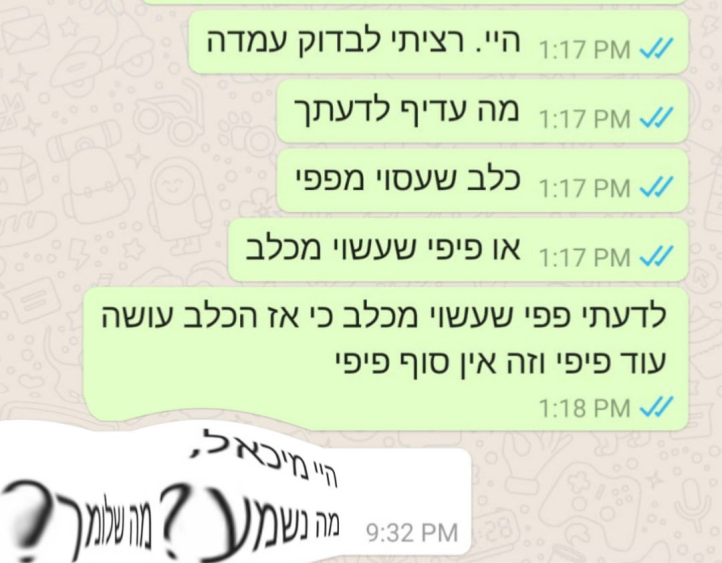 היי. רציתי לבדוק עמדה 1:17 PM
מה עדיף לדעתך 1:17 PM
כלב שעסוי מפפי 1:17 PM
או פיפי שעשוי מכלב 1:17 PM
לדעתי פפי שעשוי מכלב כי אז הכלב עושה
עוד פיפי וזה אין סוף פיפי
1:18 PM
היי מיכאל,
מה נשמע? מה שלומך? 9:32 PM